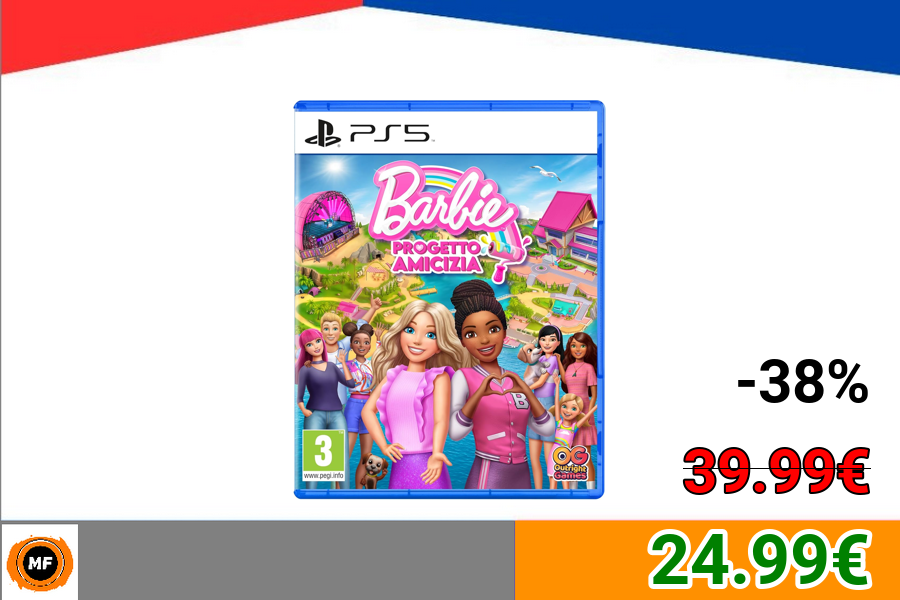 PS5
Barbie
PROGETTO
AMICIZIA
B
3
www.pegi.info
OG
Outright
Games
-38%
39.99€
MF
24.99€